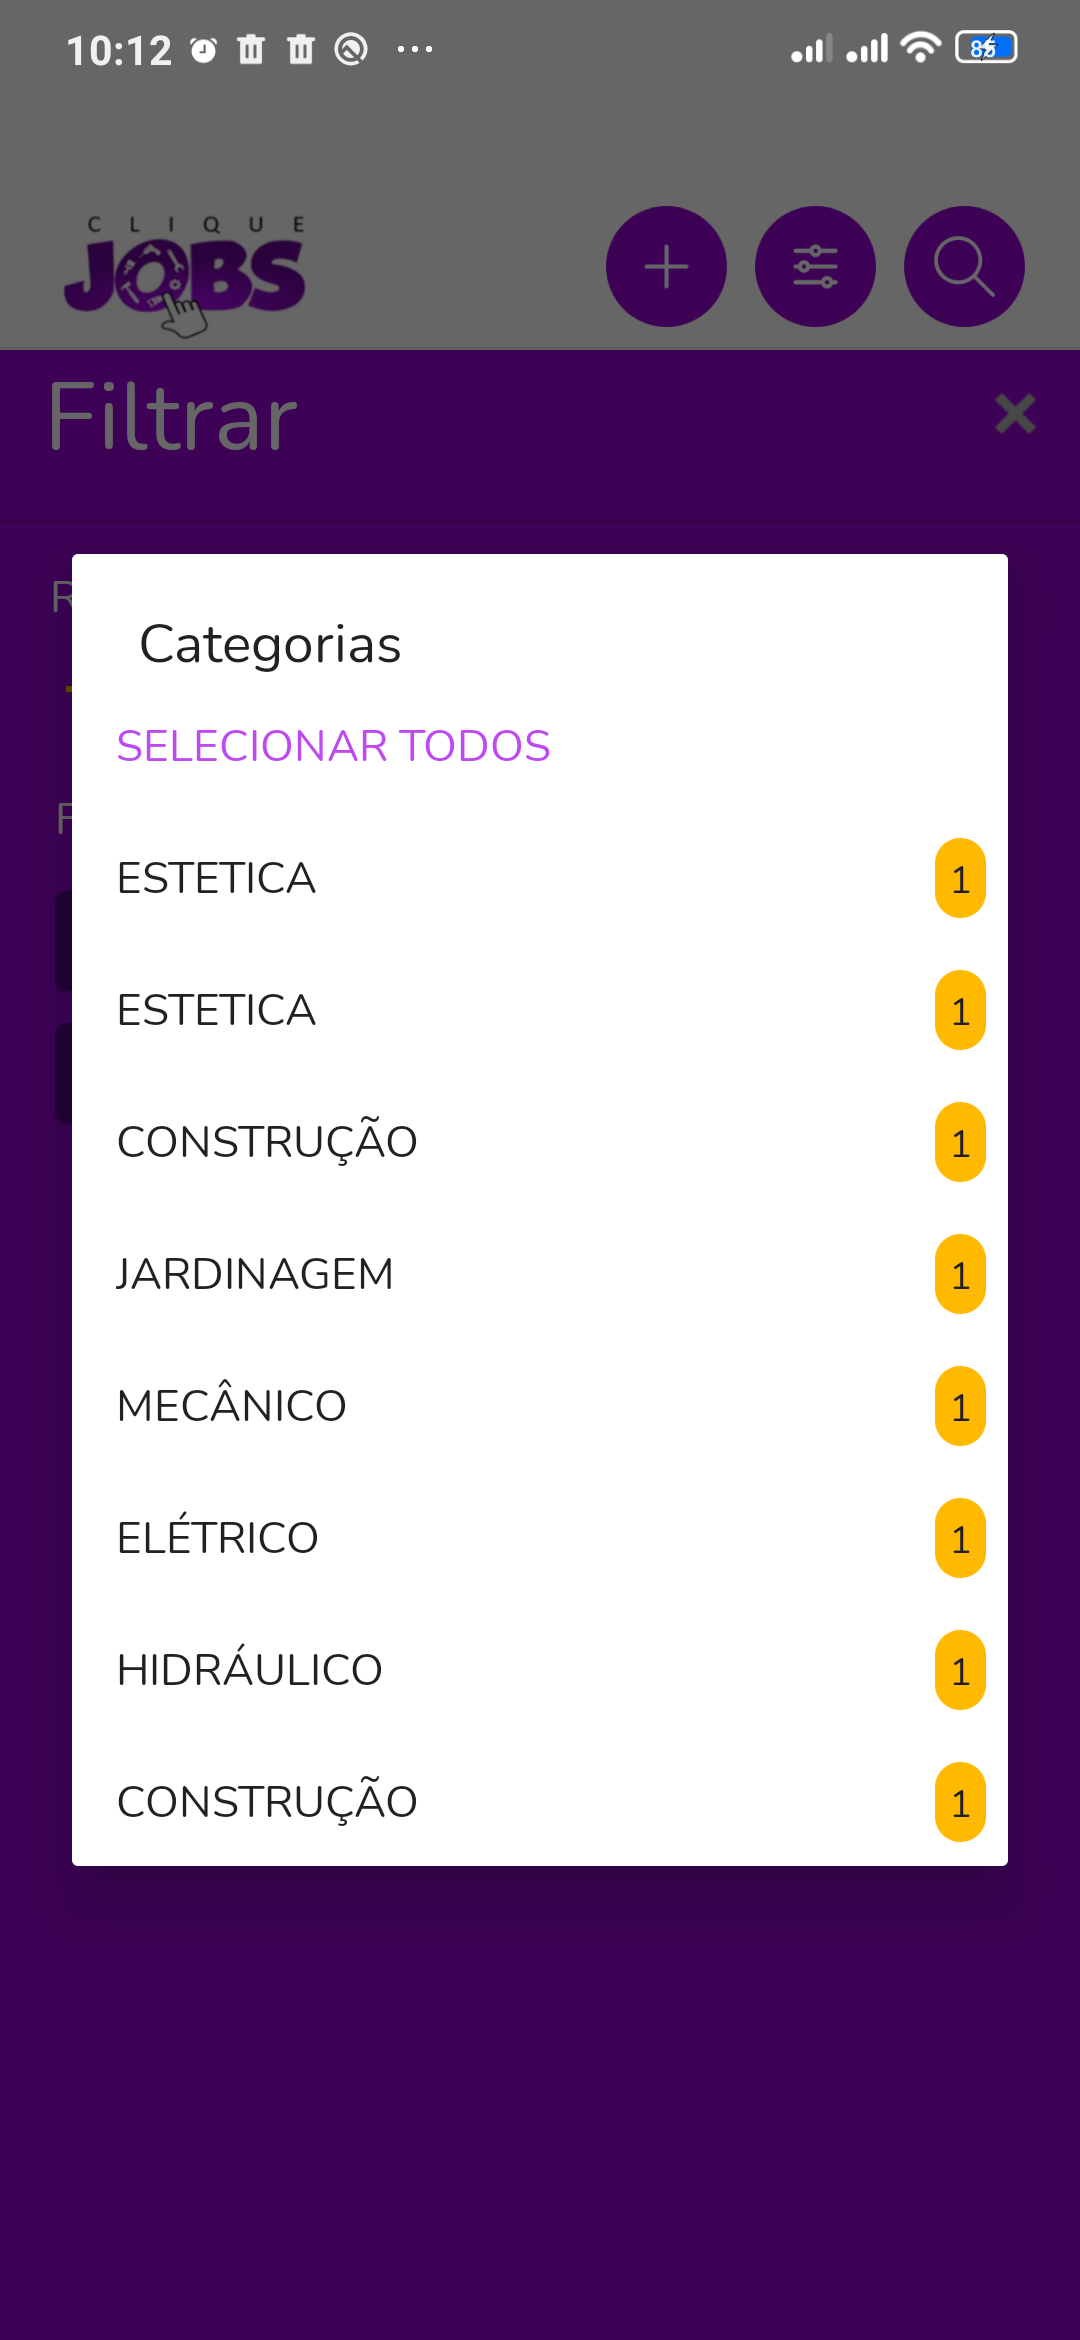 10:12
85
CLIQUE
JOBS
Filtrar
Categorias
SELECIONAR TODOS
ESTETICA 1
ESTETICA 1
CONSTRUÇÃO 1
JARDINAGEM 1
MECÂNICO 1
ELÉTRICO 1
HIDRÁULICO 1
CONSTRUÇÃO 1